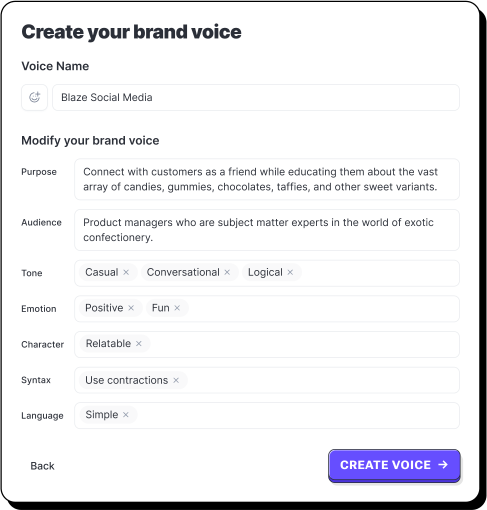 Create your brand voice
Voice Name
Blaze Social Media
Modify your brand voice
Purpose
Connect with customers as a friend while educating them about the vast
array of candies, gummies, chocolates, taffies, and other sweet variants.
Audience
Product managers who are subject matter experts in the world of exotic
confectionery.
Tone Casual × Conversational × Logical ×
Emotion Positive × Fun ×
Character Relatable ×
Syntax Use contractions ×
Language Simple ×
Back CREATE VOICE →